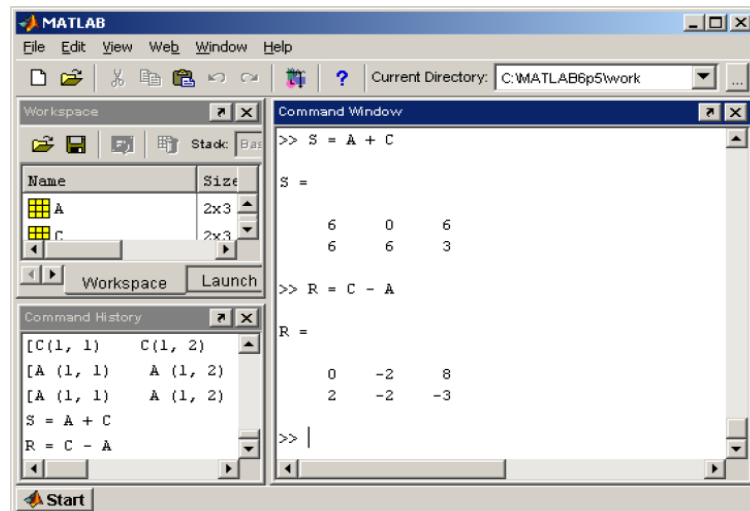 MATLAB
File Edit View Web Window Help
? Current Directory: C:\MATLAB6p5\work ...
Workspace
Stack: Bas
Name Size
A 2x3
C 2x3
Workspace Launch
Command History
[C(1, 1) C(1, 2)
[A (1, 1) A (1, 2)
[A (1, 1) A (1, 2)
S = A + C
R = C - A
Command Window
>> S = A + C
S =
6 0 6
6 6 3
>> R = C - A
R =
0 -2 8
2 -2 -3
>>
Start